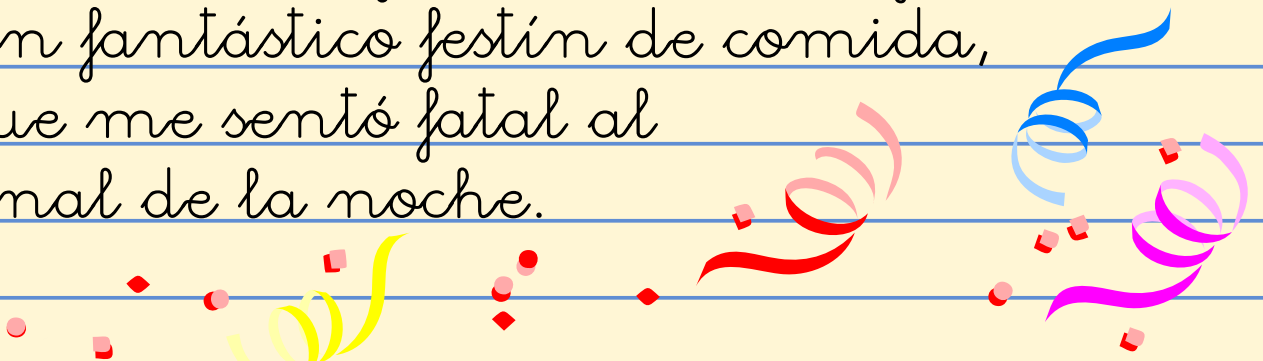 n fantástico festín de comida,
ue me sentó fatal al
nal de la noche.